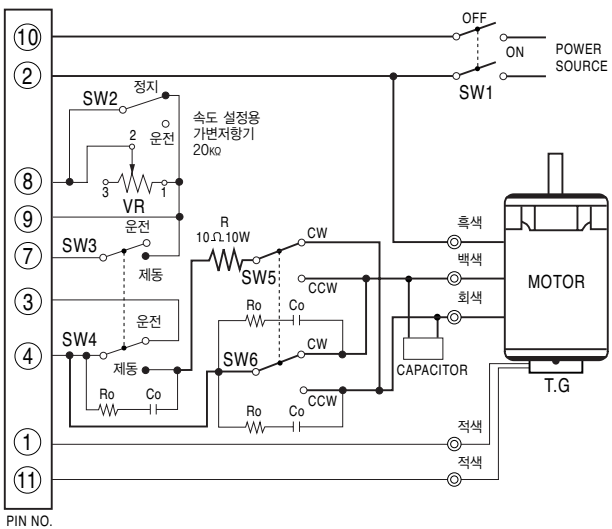 OFF
10
ON
POWER
SOURCE
2
SW1
정지
SW2
속도 설정용
가변저항기
20KΩ
운전
2
8
3
1
VR
9
운전
R
10Ω10W
CW
흑색
7
SW3
제동
SW5
백색
CCW
MOTOR
3
회색
운전
Ro
Co
SW4
CW
4
제동
SW6
CAPACITOR
T.G
Ro
Co
CCW
Ro
Co
적색
1
적색
11
PIN NO.